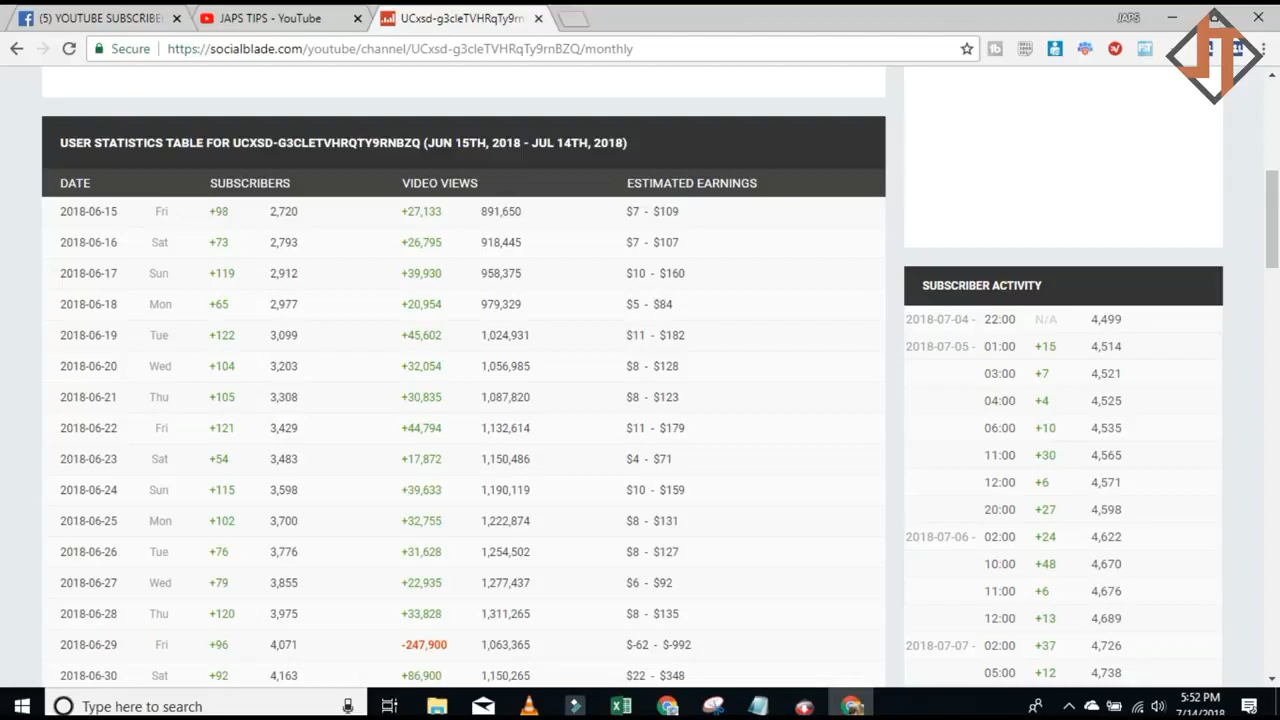 (5) YOUTUBE SUBSCRIBE
JAPS TIPS - YouTube
UCxsd-g3cleTVHRqTy9rn
JAPS
Secure
https://socialblade.com/youtube/channel/UCxsd-g3cleTVHRqTy9rnBZQ/monthly
USER STATISTICS TABLE FOR UCXSD-G3CLETVHRQTY9RNBZQ (JUN 15TH, 2018 - JUL 14TH, 2018)
DATE SUBSCRIBERS VIDEO VIEWS ESTIMATED EARNINGS
2018-06-15 Fri +98 2,720 +27,133 891,650 $7 - $109
2018-06-16 Sat +73 2,793 +26,795 918,445 $7 - $107
2018-06-17 Sun +119 2,912 +39,930 958,375 $10 - $160
2018-06-18 Mon +65 2,977 +20,954 979,329 $5 - $84
2018-06-19 Tue +122 3,099 +45,602 1,024,931 $11 - $182
2018-06-20 Wed +104 3,203 +32,054 1,056,985 $8 - $128
2018-06-21 Thu +105 3,308 +30,835 1,087,820 $8 - $123
2018-06-22 Fri +121 3,429 +44,794 1,132,614 $11 - $179
2018-06-23 Sat +54 3,483 +17,872 1,150,486 $4 - $71
2018-06-24 Sun +115 3,598 +39,633 1,190,119 $10 - $159
2018-06-25 Mon +102 3,700 +32,755 1,222,874 $8 - $131
2018-06-26 Tue +76 3,776 +31,628 1,254,502 $8 - $127
2018-06-27 Wed +79 3,855 +22,935 1,277,437 $6 - $92
2018-06-28 Thu +120 3,975 +33,828 1,311,265 $8 - $135
2018-06-29 Fri +96 4,071 -247,900 1,063,365 $-62 - $-992
2018-06-30 Sat +92 4,163 +86,900 1,150,265 $22 - $348
SUBSCRIBER ACTIVITY
2018-07-04 - 22:00 N/A 4,499
2018-07-05 - 01:00 +15 4,514
03:00 +7 4,521
04:00 +4 4,525
06:00 +10 4,535
11:00 +30 4,565
12:00 +6 4,571
20:00 +27 4,598
2018-07-06 - 02:00 +24 4,622
10:00 +48 4,670
11:00 +6 4,676
12:00 +13 4,689
2018-07-07 - 02:00 +37 4,726
05:00 +12 4,738
Type here to search
5:52 PM
7/14/2018